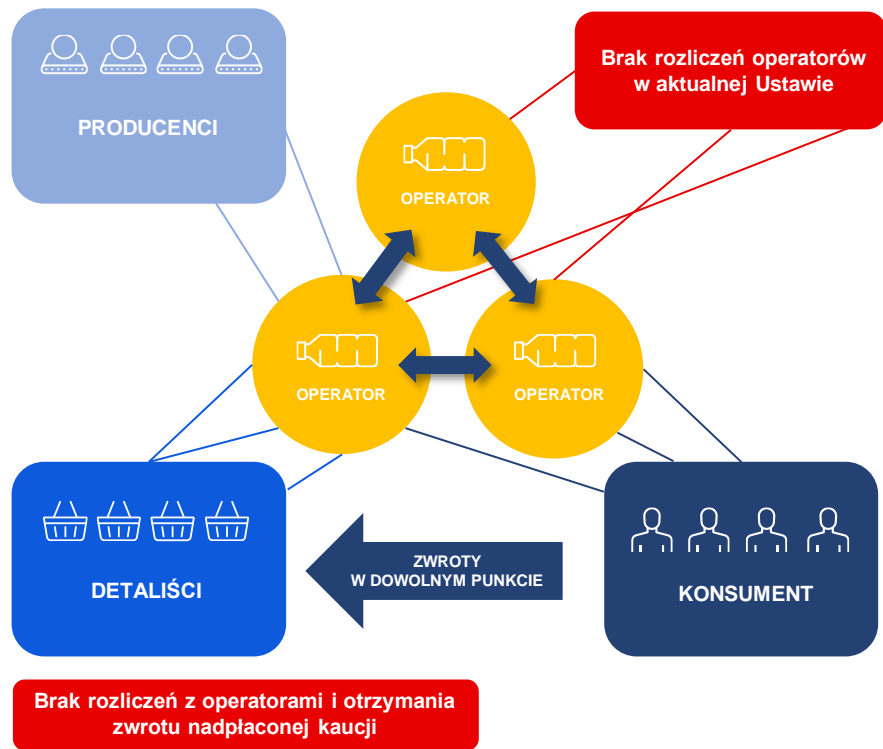 PRODUCENCI
Brak rozliczeń operatorów
w aktualnej Ustawie
OPERATOR
OPERATOR
OPERATOR
DETALIŚCI
ZWROTY
W DOWOLNYM PUNKCIE
KONSUMENT
Brak rozliczeń z operatorami i otrzymania
zwrotu nadpłaconej kaucji